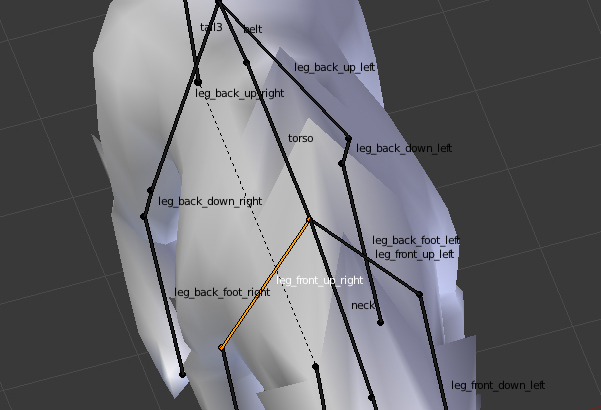 tail3
belt
leg_back_up_left
leg_back_up_right
torso
leg_back_down_left
leg_back_down_right
leg_back_foot_left
leg_front_up_left
leg_front_up_right
leg_back_foot_right
neck
leg_front_down_left